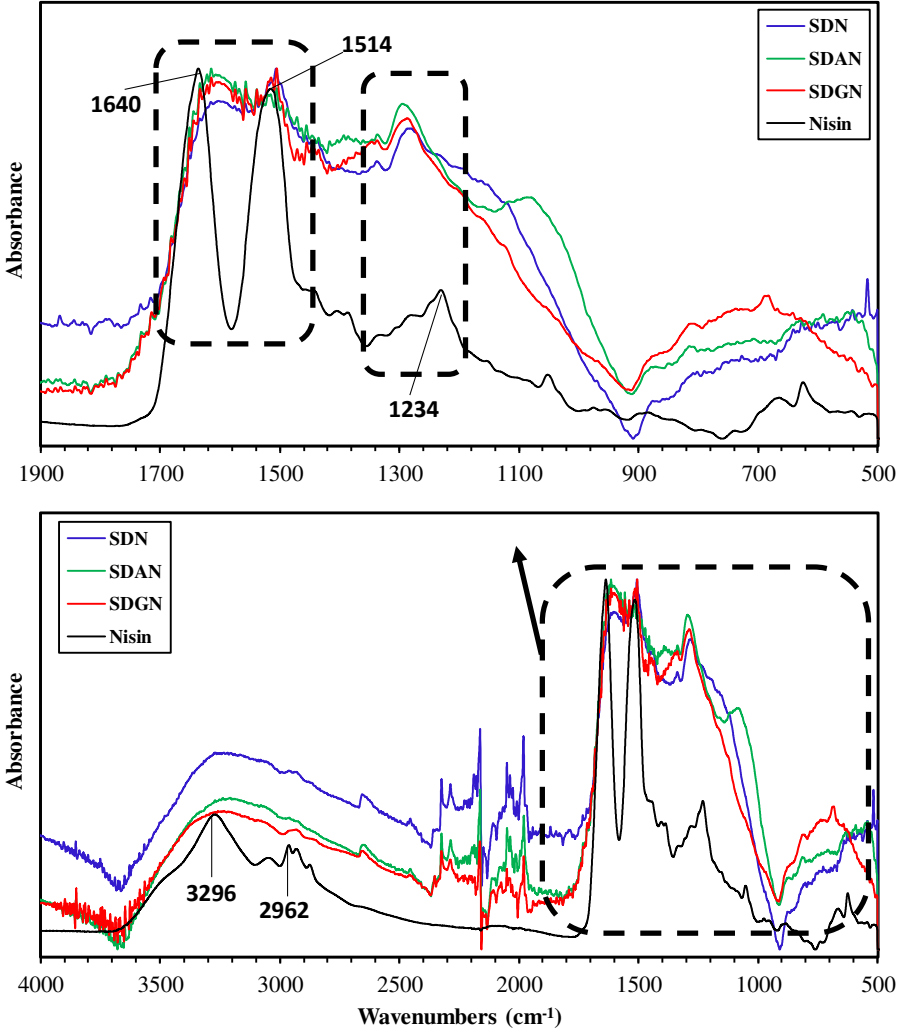 SDN
SDAN
SDGN
Nisin
1514
1640
1234
Absorbance
1900 1700 1500 1300 1100 900 700 500
SDN
SDAN
SDGN
Nisin
3296
2962
Absorbance
4000 3500 3000 2500 2000 1500 1000 500
Wavenumbers (cm⁻¹)